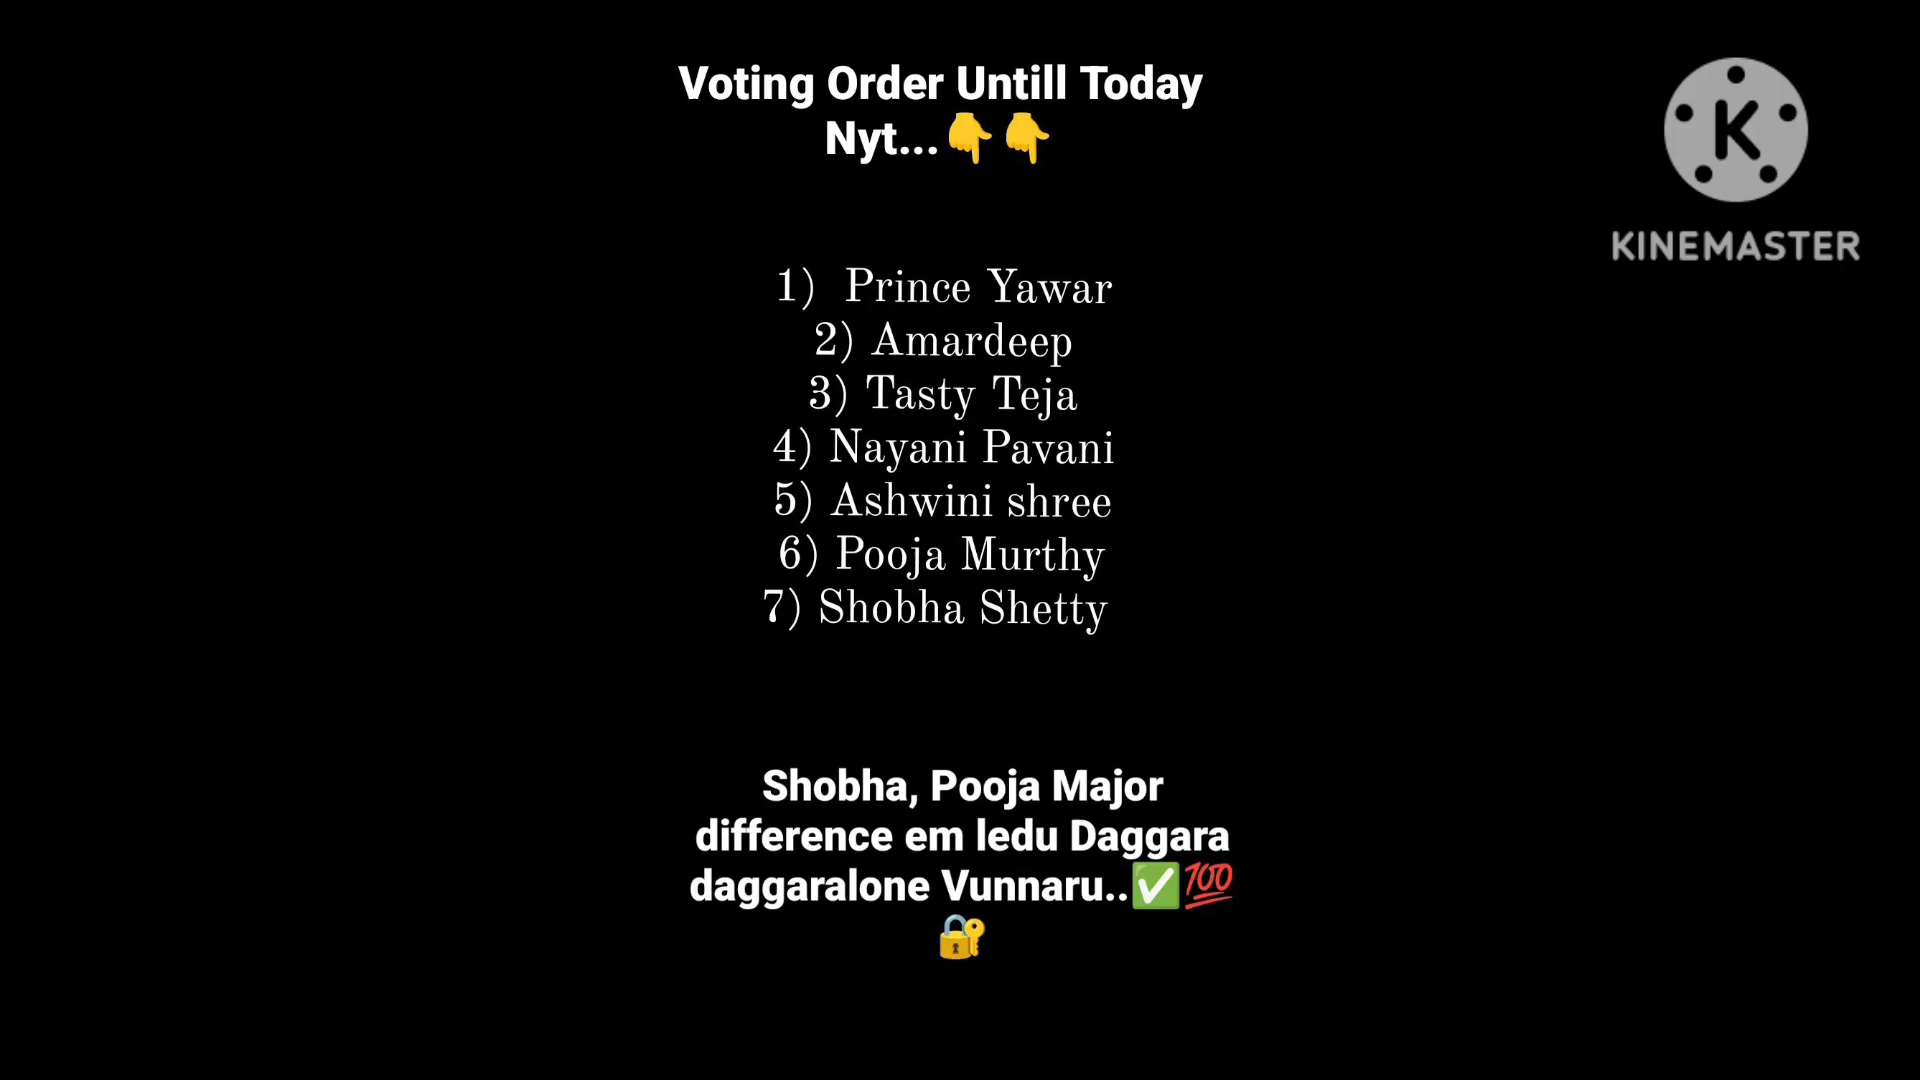 Voting Order Untill Today
Nyt...👇👇
KINEMASTER
1) Prince Yawar
2) Amardeep
3) Tasty Teja
4) Nayani Pavani
5) Ashwini shree
6) Pooja Murthy
7) Shobha Shetty
Shobha, Pooja Major
difference em ledu Daggara
daggaralone Vunnaru..✅💯
🔐